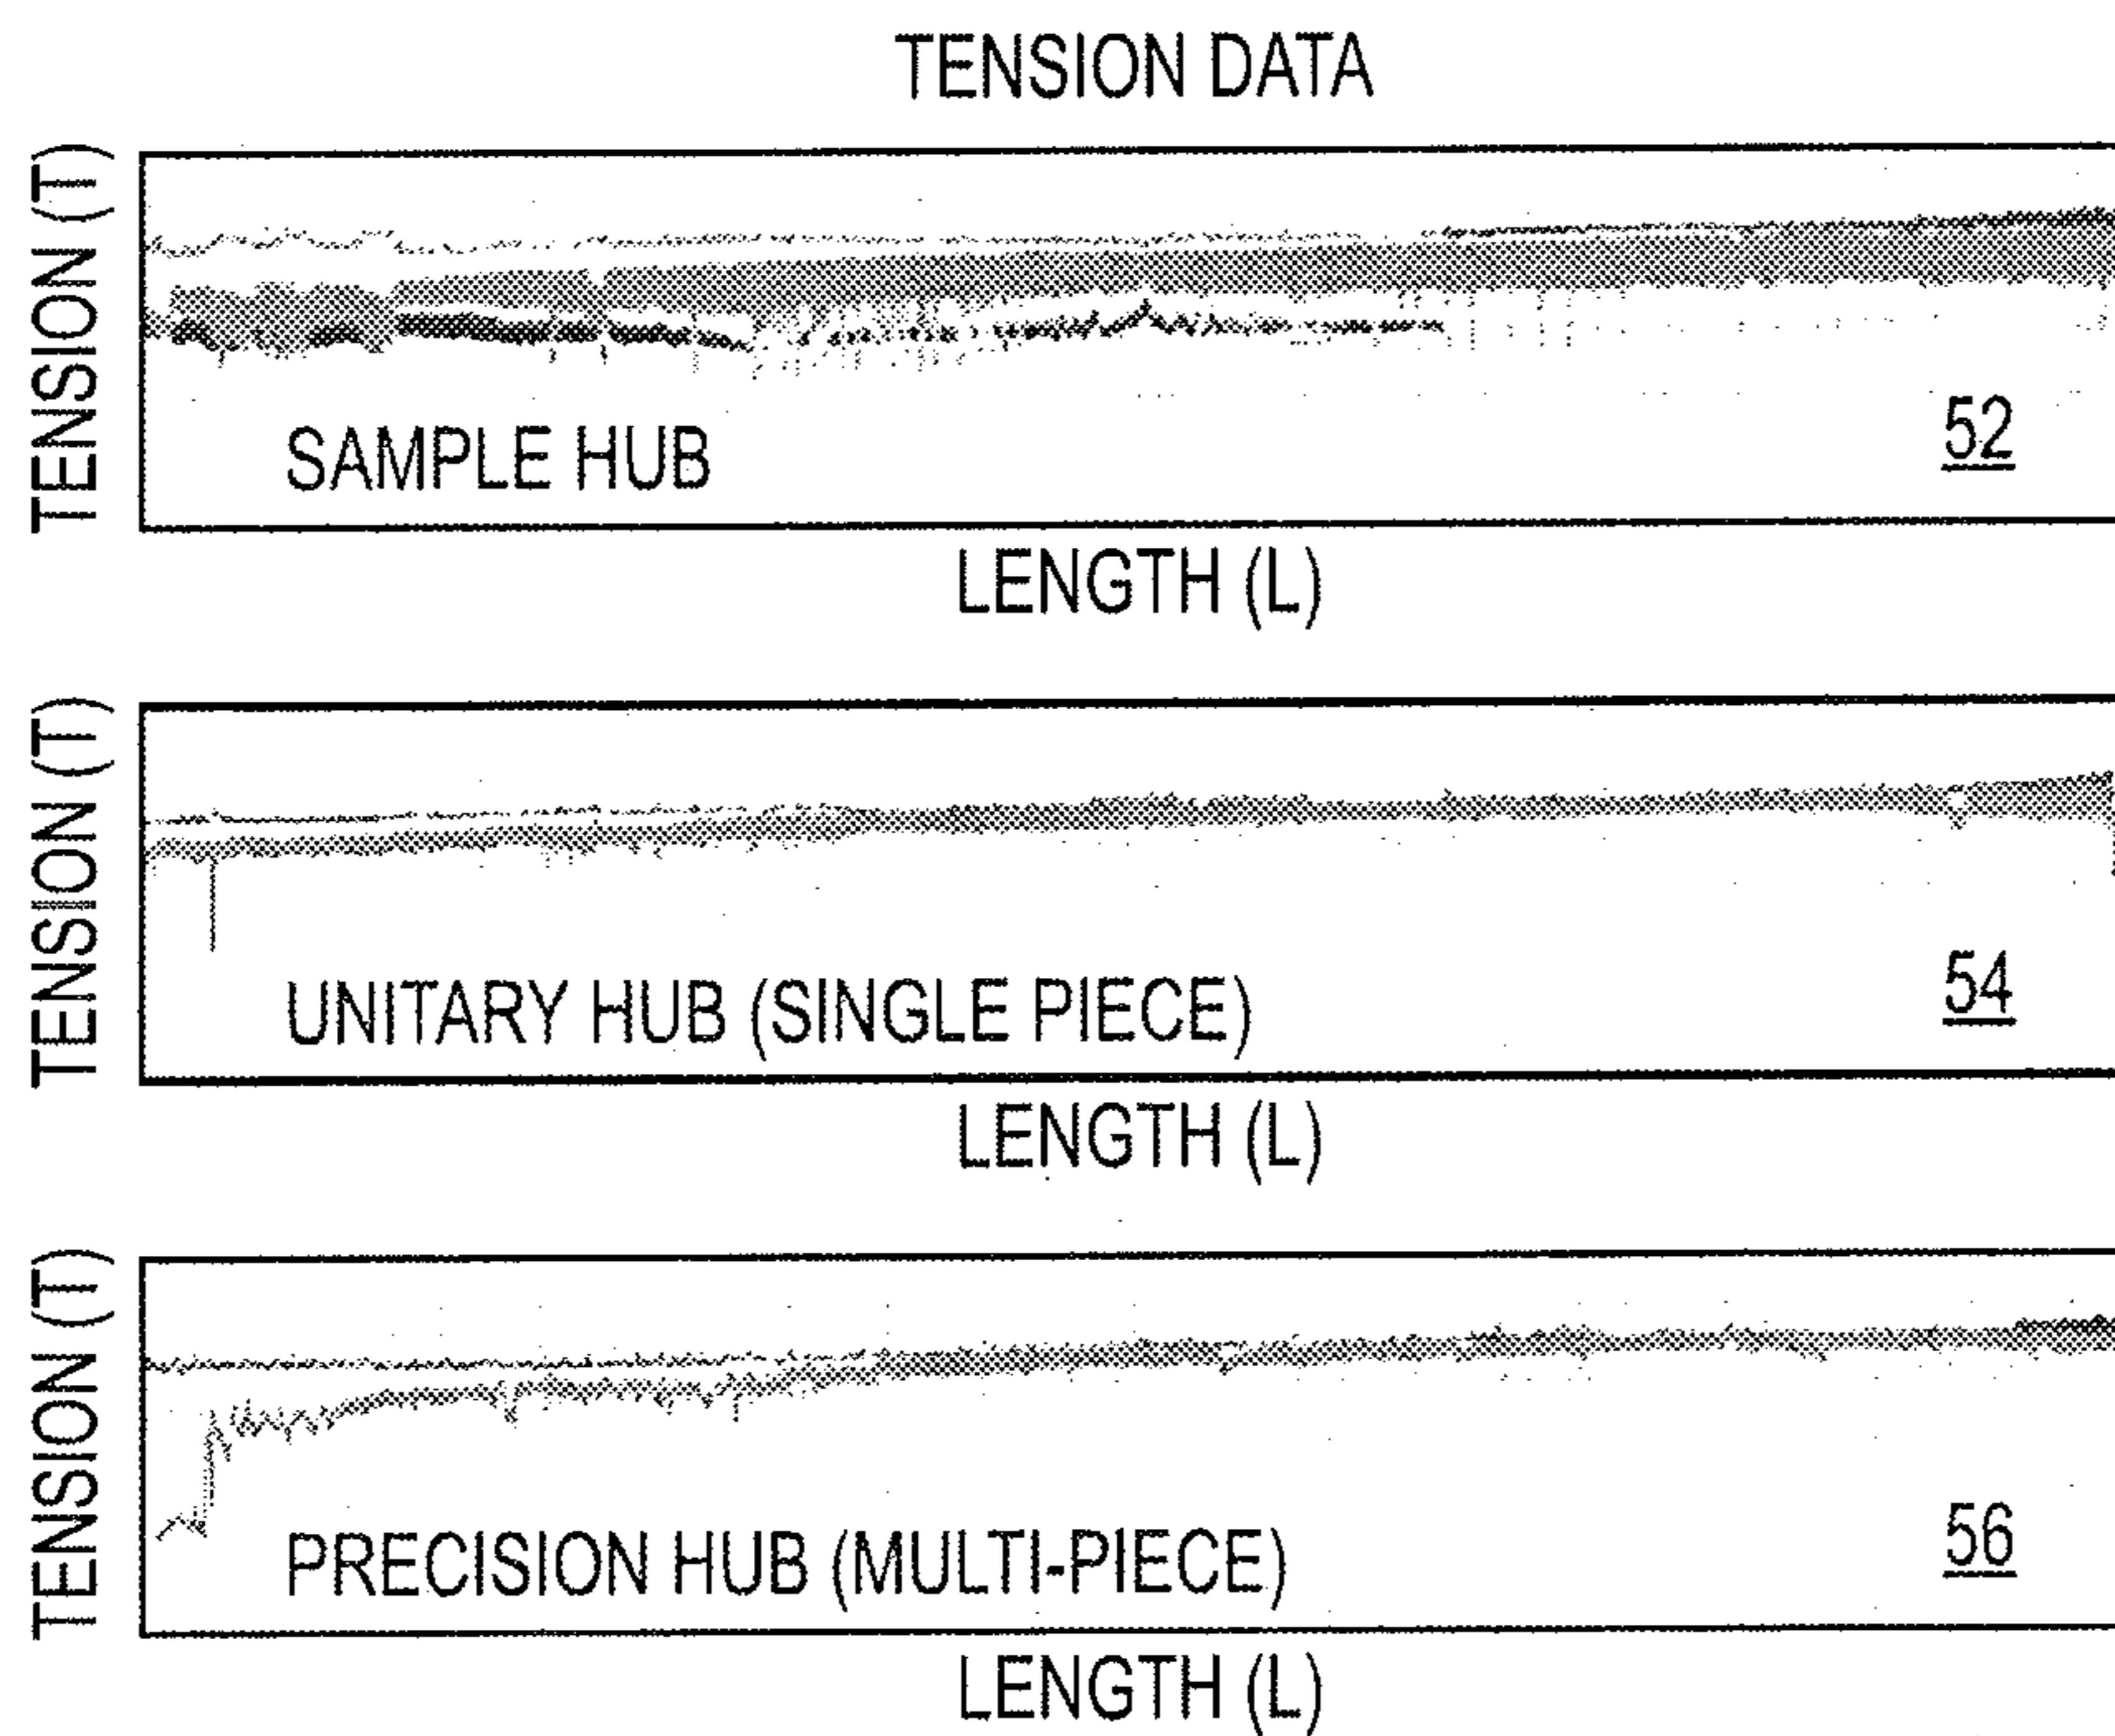 TENSION DATA
TENSION (T)
SAMPLE HUB
52
LENGTH (L)
TENSION (T)
UNITARY HUB (SINGLE PIECE)
54
LENGTH (L)
TENSION (T)
PRECISION HUB (MULTI-PIECE)
56
LENGTH (L)